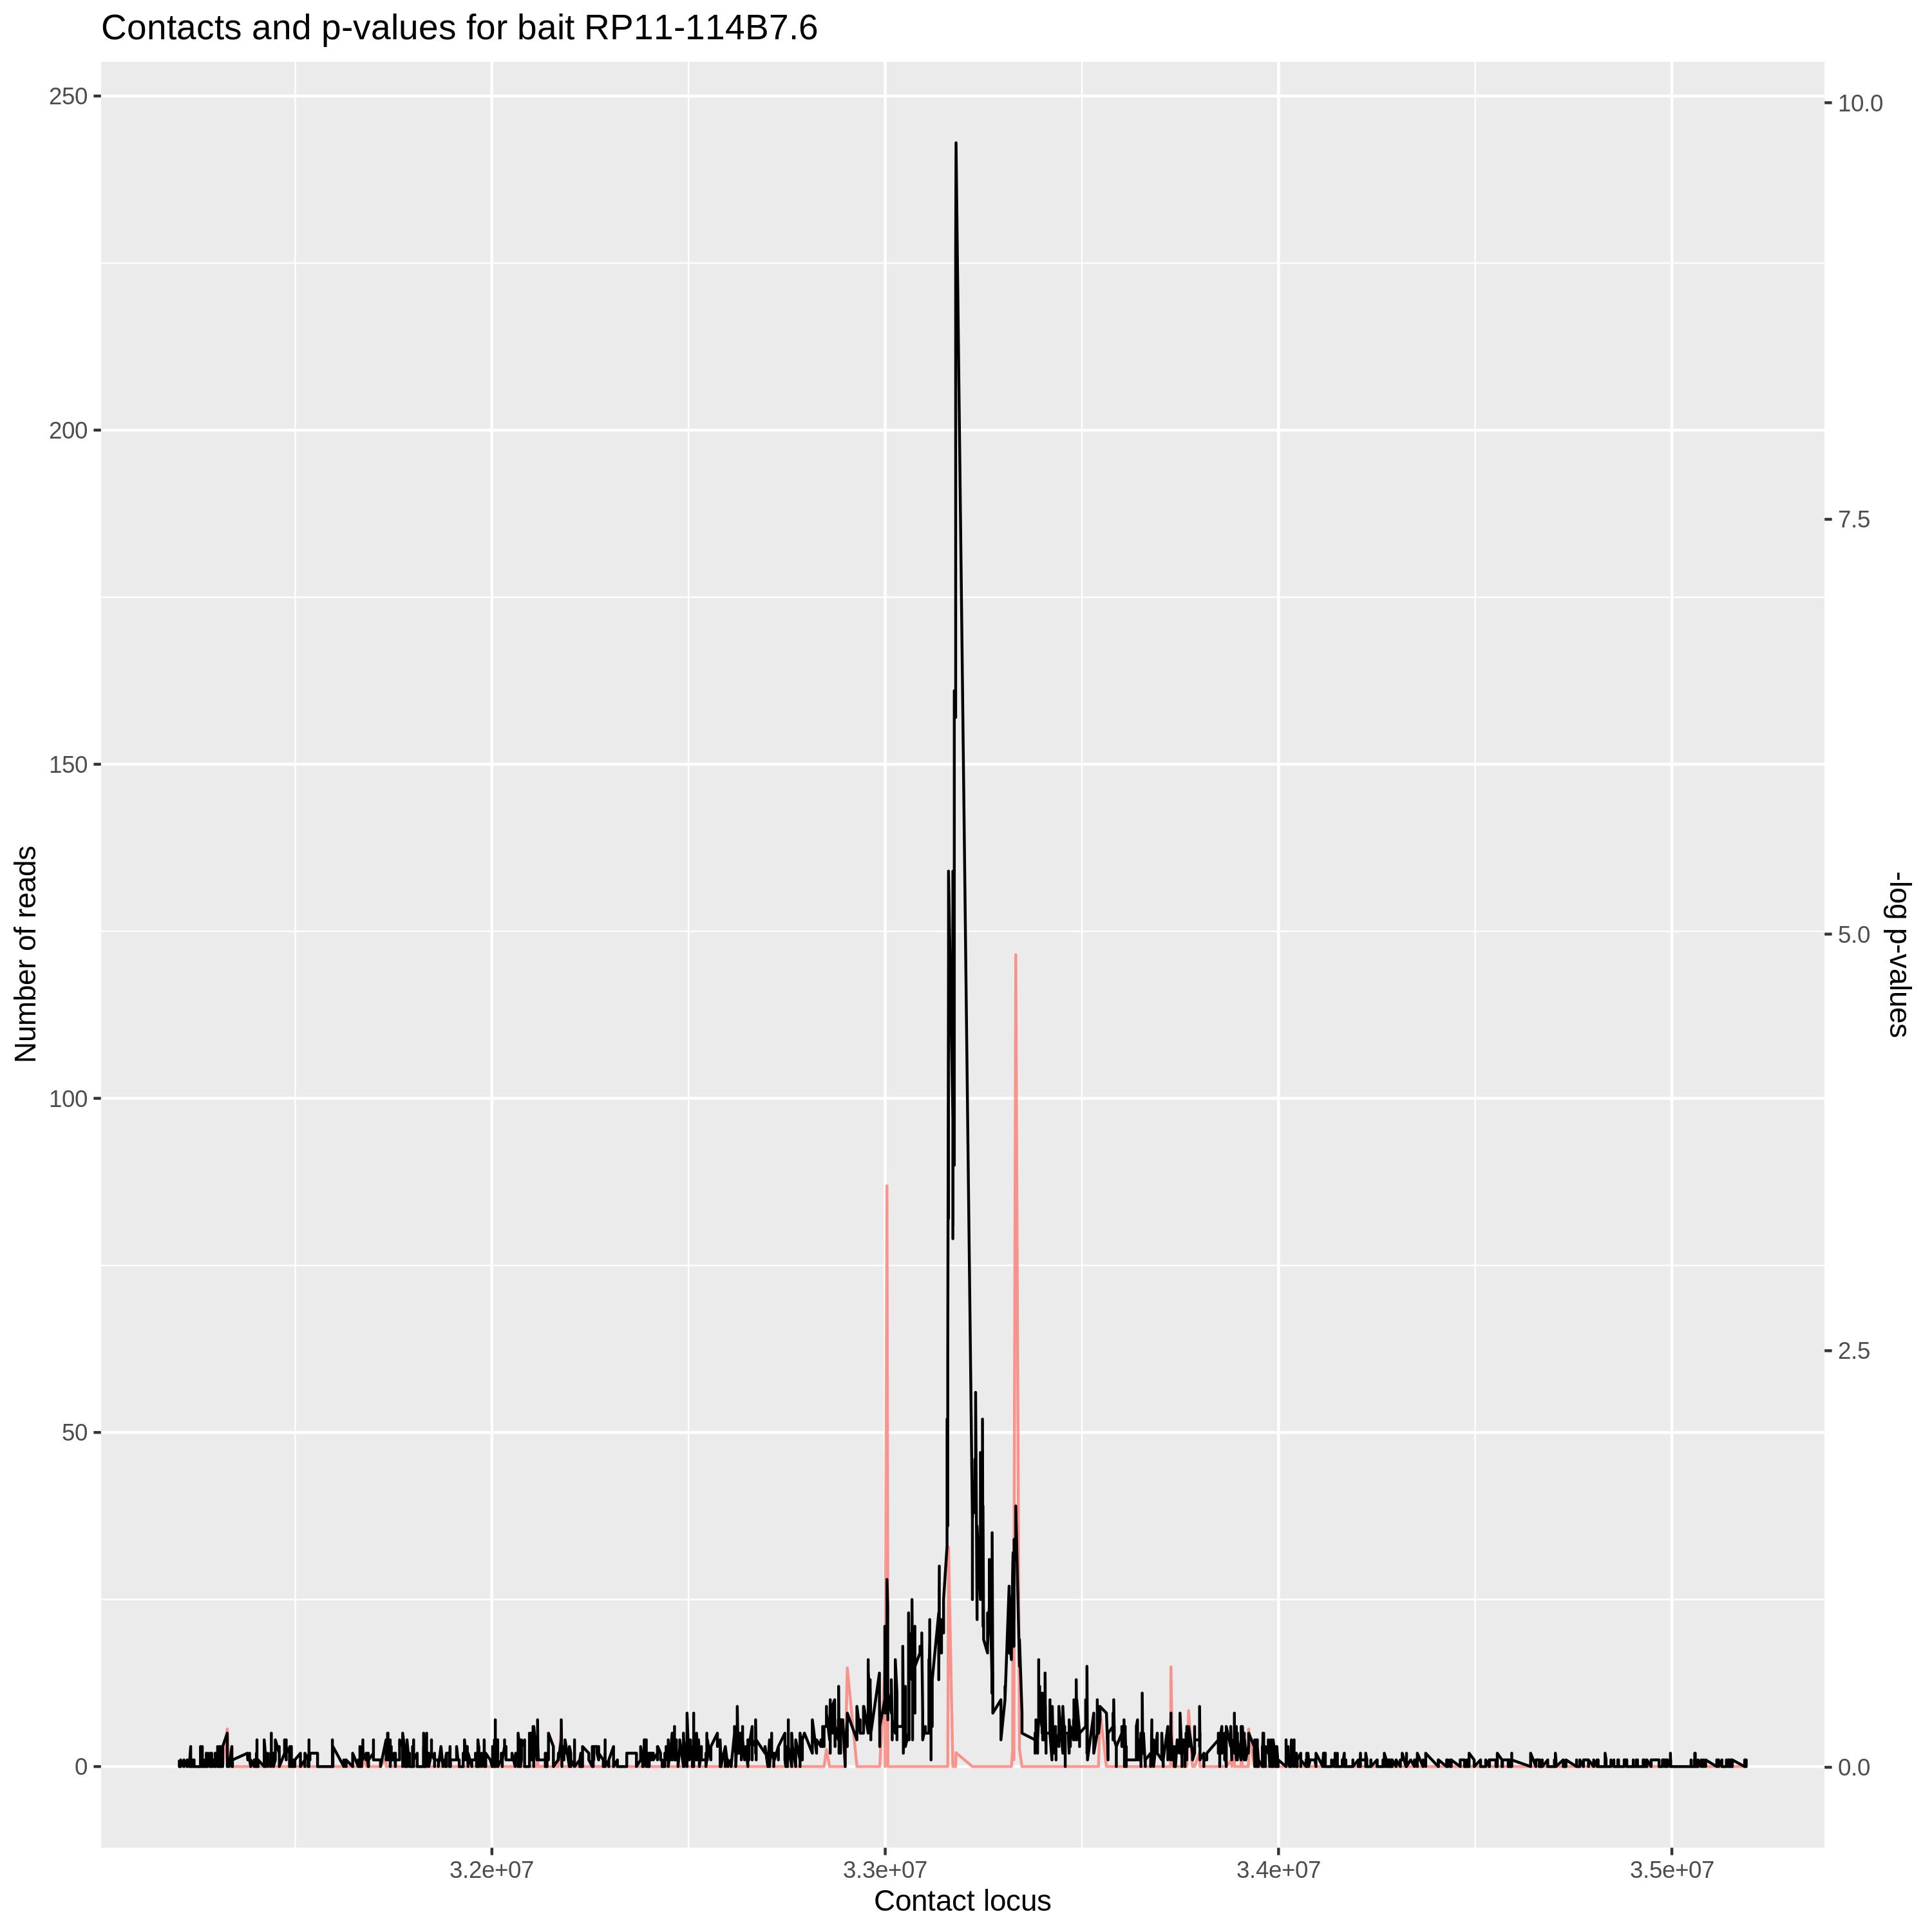 Contacts and p-values for bait RP11-114B7.6
250
200
150
100
50
0
Number of reads
10.0
7.5
5.0
2.5
0.0
-log p-values
3.2e+07
3.3e+07
3.4e+07
3.5e+07
Contact locus